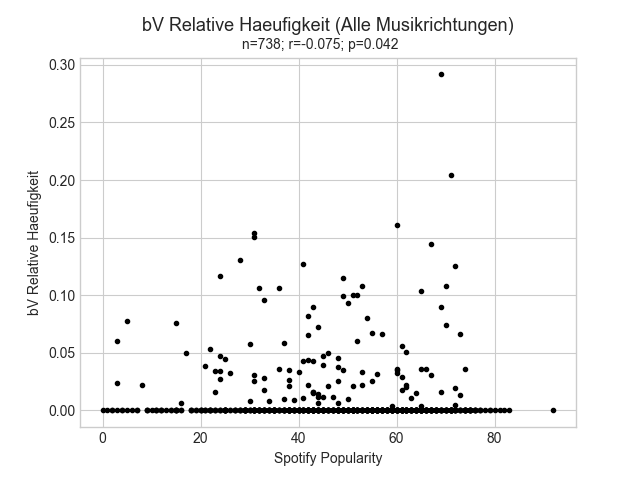 bV Relative Haeufigkeit (Alle Musikrichtungen)
n=738; r=-0.075; p=0.042
0.30
0.25
0.20
0.15
0.10
0.05
0.00
bV Relative Haeufigkeit
0 20 40 60 80
Spotify Popularity